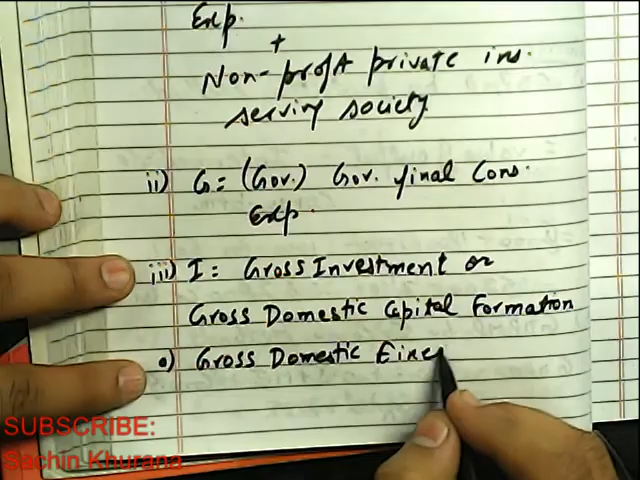 Exp.
+
Non-profit private ins.
serving society
ii) G = (Gov.) Gov. final Cons.
Exp.
iii) I = Gross Investment or
Gross Domestic Capital Formation
a) Gross Domestic Fixe
SUBSCRIBE:
Sachin Khurana